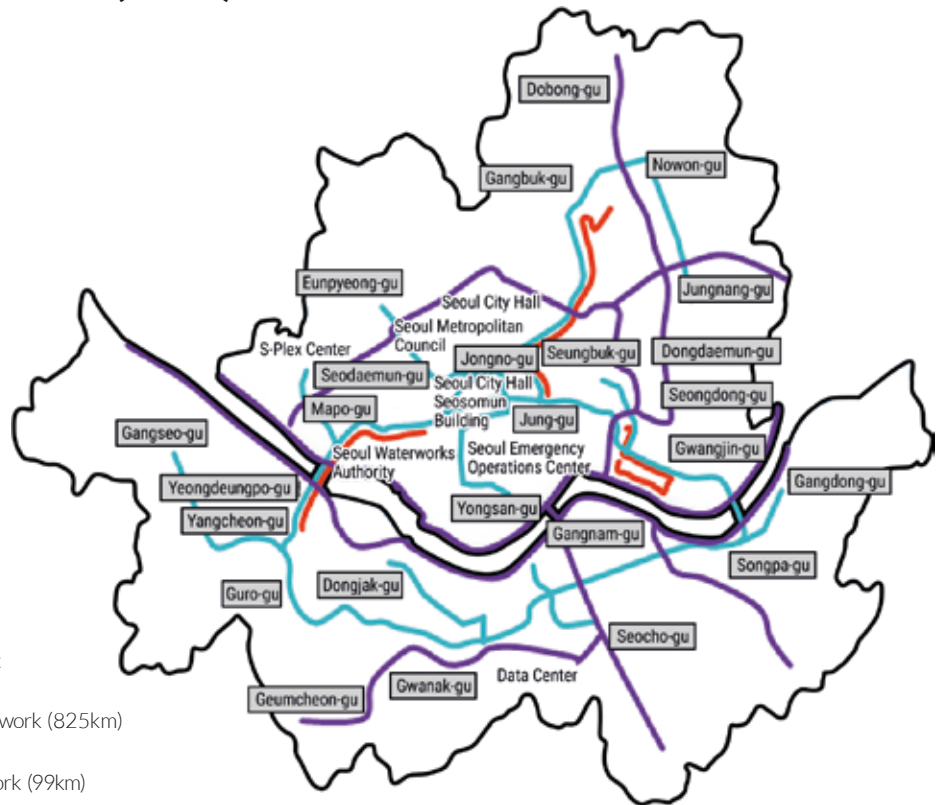 Dobong-gu
Nowon-gu
Gangbuk-gu
Eunpyeong-gu
Jungnang-gu
Seoul City Hall
Seoul Metropolitan
Council
S-Plex Center
Jongno-gu
Seungbuk-gu
Dongdaemun-gu
Seodaemun-gu
Seoul City Hall
Seosomun
Building
Seongdong-gu
Mapo-gu
Jung-gu
Gangseo-gu
Seoul Waterworks
Authority
Seoul Emergency
Operations Center
Gwangjin-gu
Yeongdeungpo-gu
Gangdong-gu
Yangcheon-gu
Yongsan-gu
Gangnam-gu
Songpa-gu
Guro-gu
Dongjak-gu
Seocho-gu
Data Center
Gwanak-gu
Geumcheon-gu
work (825km)
ork (99km)